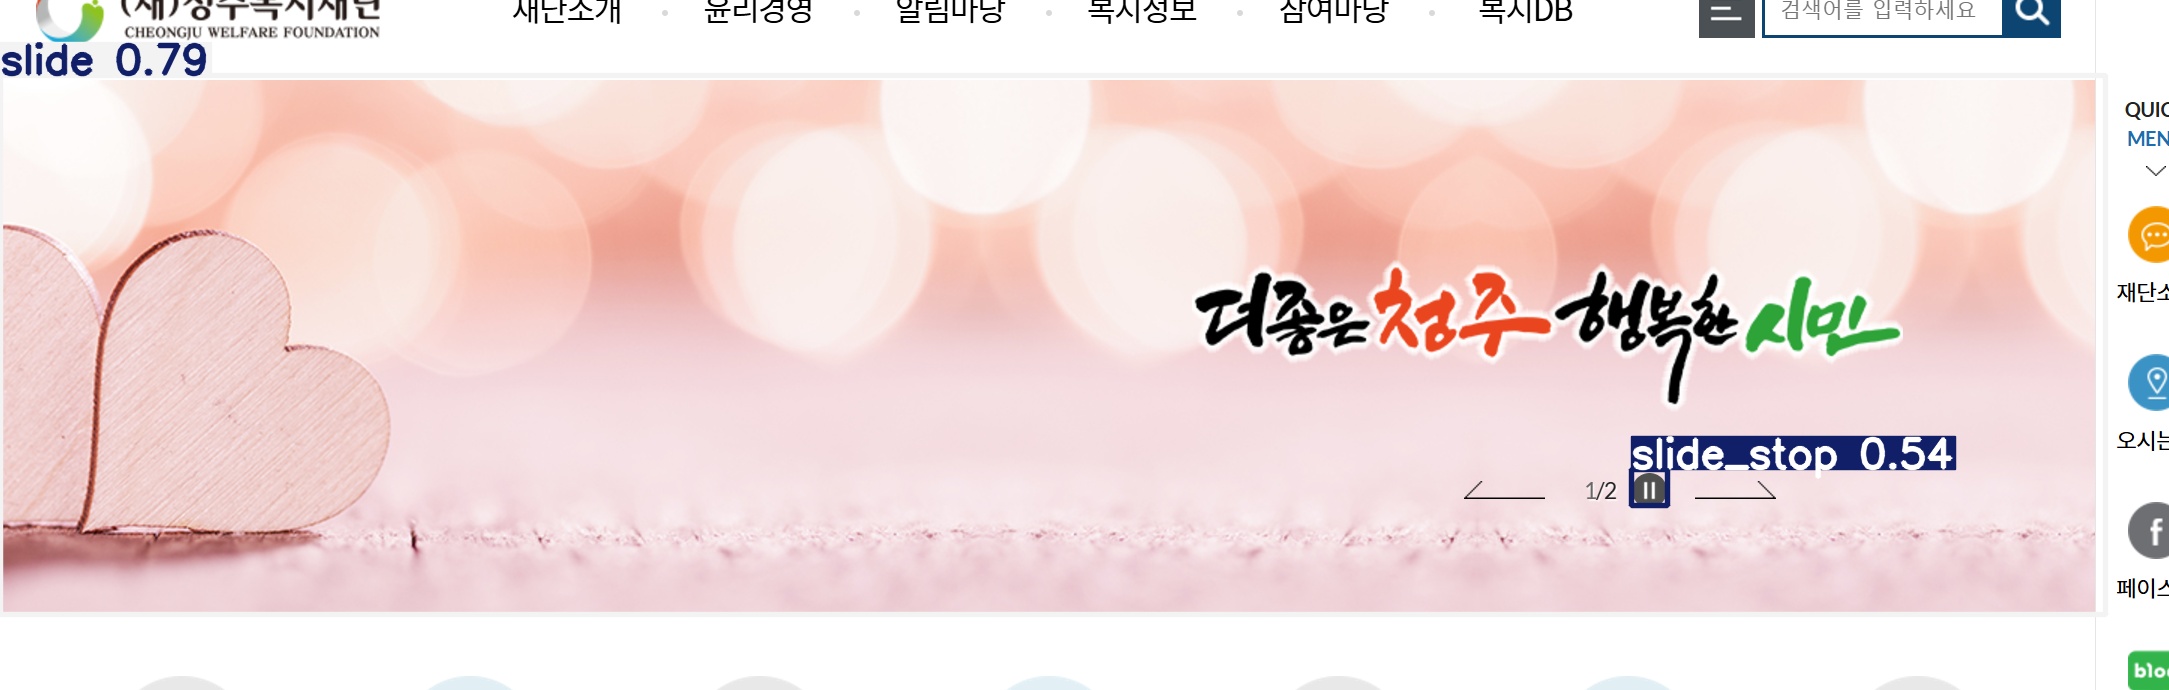 (재)청주복지재단
CHEONGJU WELFARE FOUNDATION
재단소개 윤리경영 알림마당 복지정보 참여마당 복지DB
검색어를 입력하세요
slide 0.79
더좋은 청주 행복한 시민
slide_stop 0.54
1/2
QUIC
MEN
재단소
오시는
f
페이스
bloc